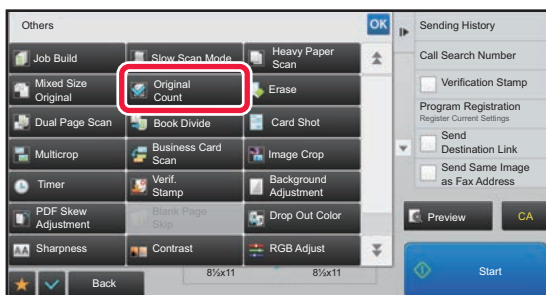 Others
OK
Job Build
Slow Scan Mode
Heavy Paper
Scan
Mixed Size
Original
Original
Count
Erase
Dual Page Scan
Book Divide
Card Shot
Multicrop
Business Card
Scan
Image Crop
Timer
Verif.
Stamp
Background
Adjustment
PDF Skew
Adjustment
Blank Page
Skip
Drop Out Color
AA Sharpness
Contrast
RGB Adjust
Back
8½x11
8½x11
Sending History
Call Search Number
Verification Stamp
Program Registration
Register Current Settings
Send
Destination Link
Send Same Image
as Fax Address
Preview
CA
Start